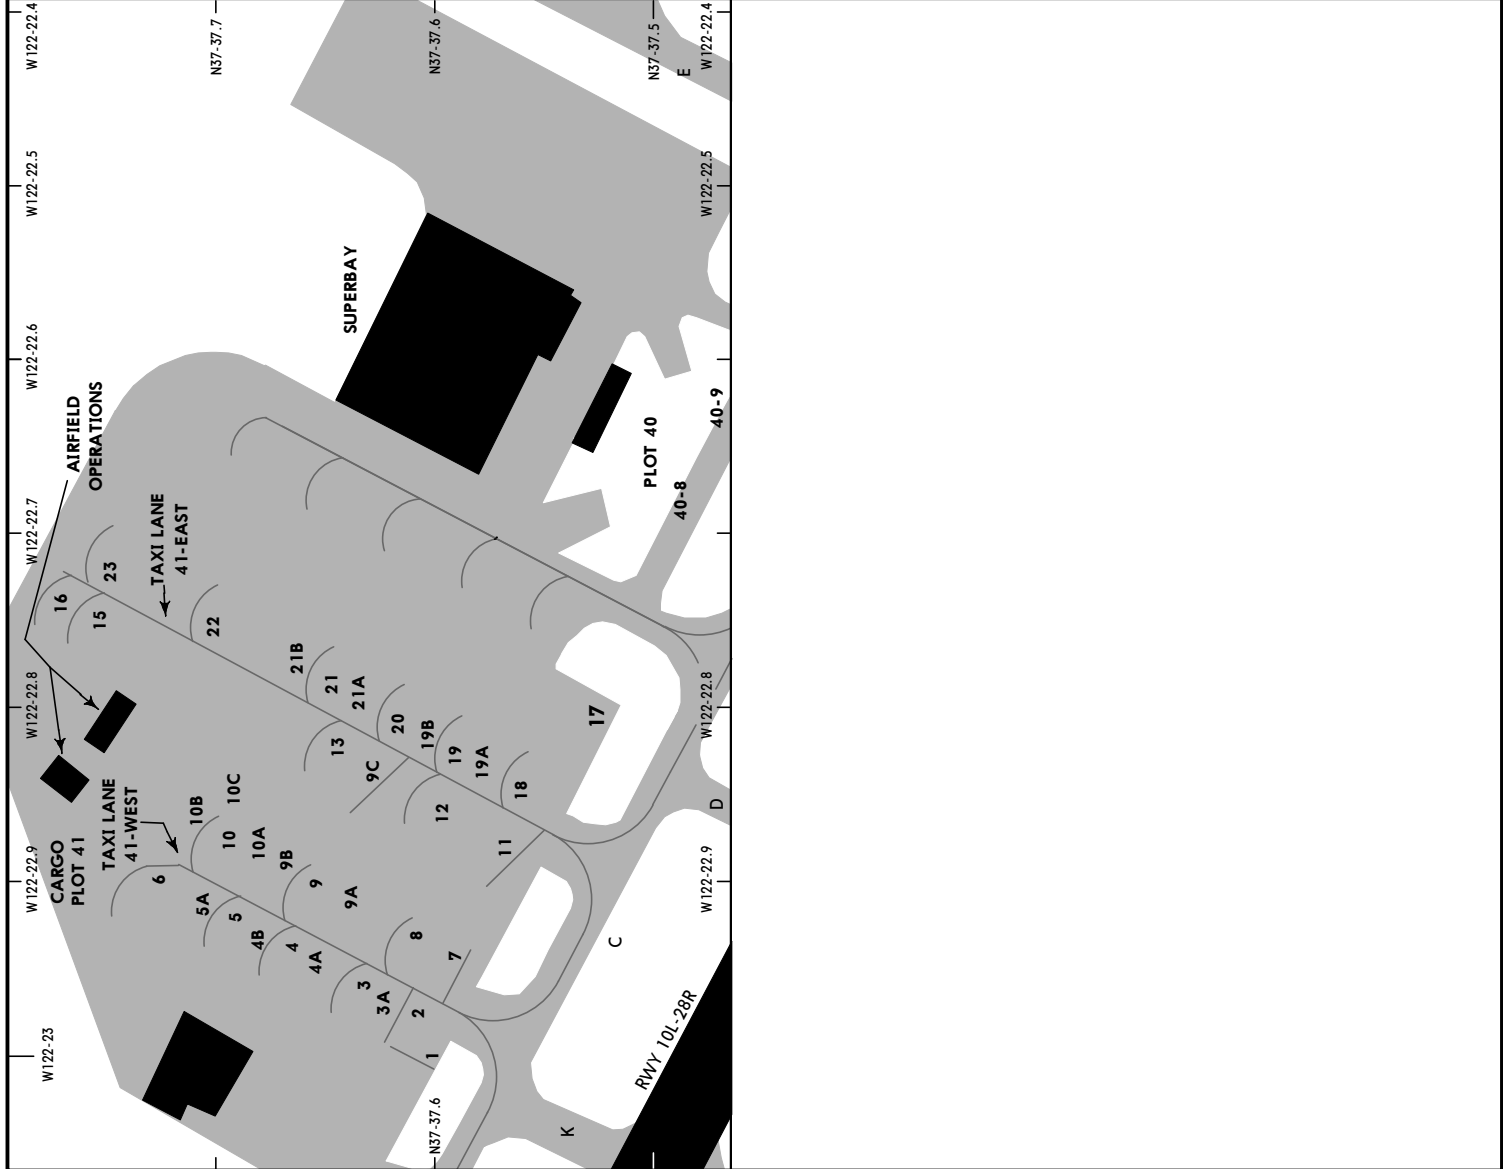 W122-22.4
N37-37.7
N37-37.6
N37-37.5
W122-22.4
E
W122-22.5
W122-22.5
SUPERBAY
W122-22.6
AIRFIELD
OPERATIONS
PLOT 40
40-9
40-8
W122-22.7
TAXI LANE
41-EAST
23
16
15
22
21B
21
21A
20
19B
19
19A
18
17
W122-22.8
W122-22.8
13
9C
12
11
D
TAXI LANE
41-WEST
10B
10C
10
10A
9B
9
9A
8
7
CARGO
PLOT 41
W122-22.9
W122-22.9
6
5A
5
4B
4
4A
3
3A
2
1
C
RWY 10L-28R
W122-23
N37-37.6
K